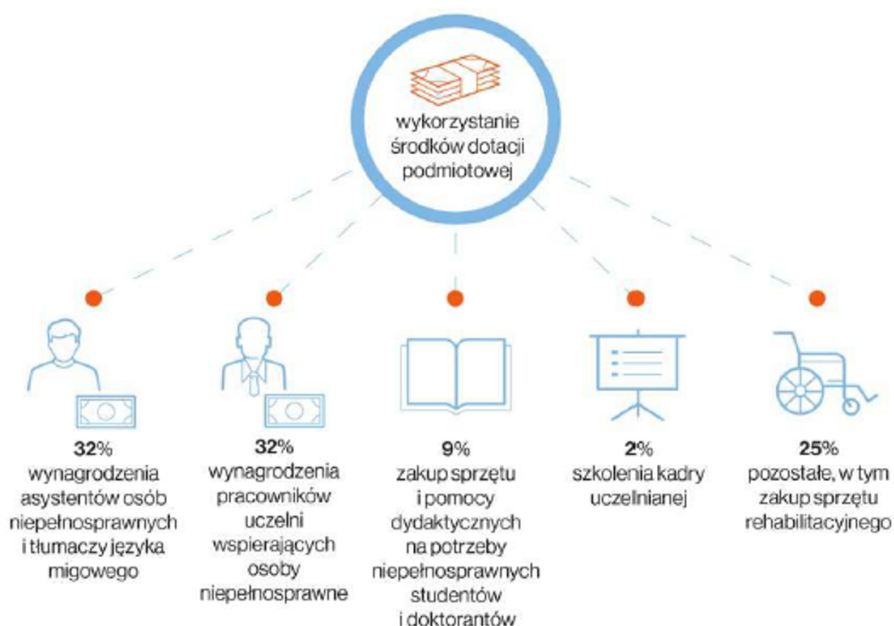 wykorzystanie
środków dotacji
podmiotowej
32%
wynagrodzenia
asystentów osób
niepełnosprawnych
i tłumaczy języka
migowego
32%
wynagrodzenia
pracowników
uczelni
wspierających
osoby
niepełnosprawne
9%
zakup sprzętu
i pomocy
dydaktycznych
na potrzeby
niepełnosprawnych
studentów
i doktorantów
2%
szkolenia kadry
uczelnianej
25%
pozostałe, w tym
zakup sprzętu
rehabilitacyjnego